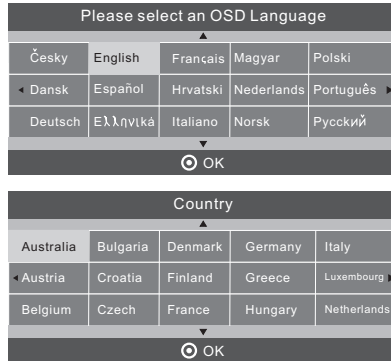 Please select an OSD Language
Česky English Français Magyar Polski
Dansk Español Hrvatski Nederlands Português
Deutsch Ελληνικά Italiano Norsk Русский
OK
Country
Australia Bulgaria Denmark Germany Italy
Austria Croatia Finland Greece Luxembourg
Belgium Czech France Hungary Netherlands
OK